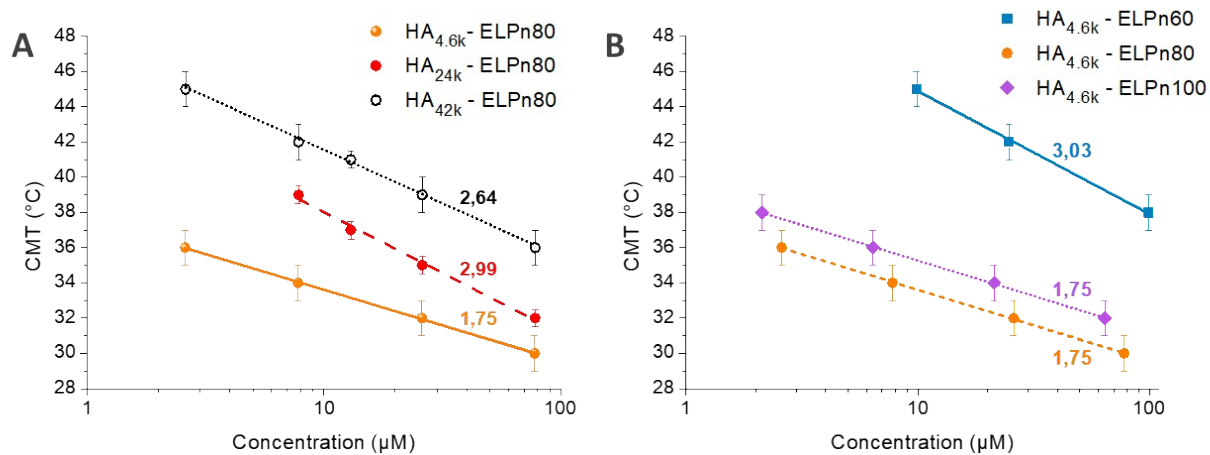 A
HA4.6k- ELPn80
HA24k - ELPn80
HA42k - ELPn80
48
46
44
42
40
38
36
34
32
30
28
CMT (°C)
2,64
2,99
1,75
1
10
100
Concentration (µM)
B
HA4.6k- ELPn60
HA4.6k - ELPn80
HA4.6k - ELPn100
48
46
44
42
40
38
36
34
32
30
28
CMT (°C)
3,03
1,75
1,75
1
10
100
Concentration (µM)